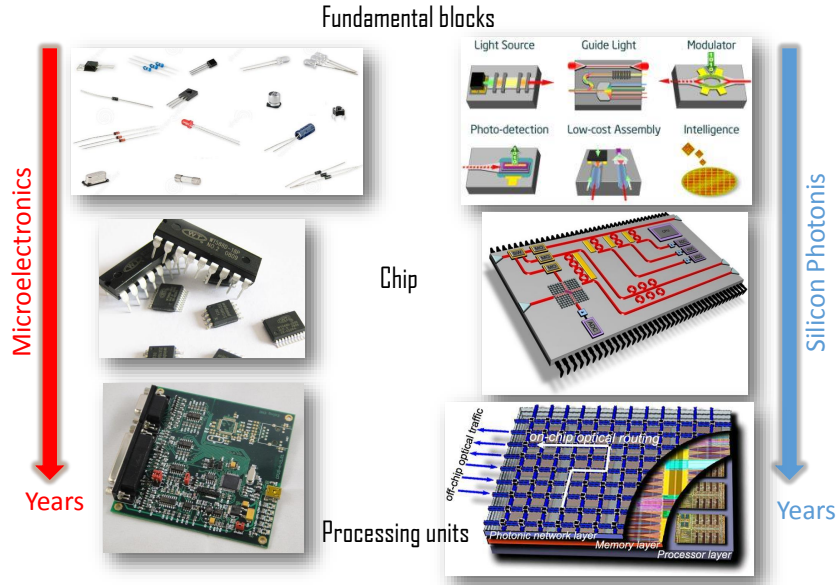 Fundamental blocks
Light Source
Guide Light
Modulator
Photo-detection
Low-cost Assembly
Intelligence
Microelectronics
Silicon Photonis
Chip
off-chip optical traffic
on-chip optical routing
Photonic network layer
Memory layer
Processor layer
Years
Years
Processing units